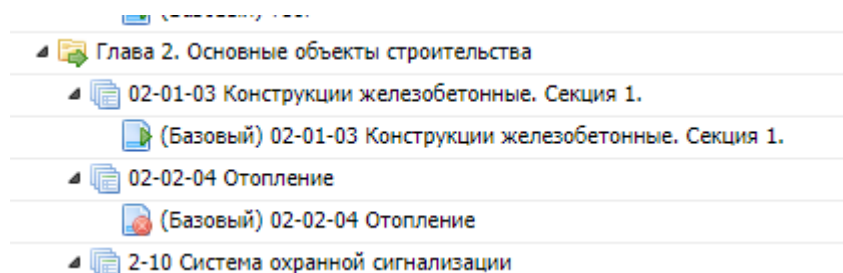 Глава 2. Основные объекты строительства
02-01-03 Конструкции железобетонные. Секция 1.
(Базовый) 02-01-03 Конструкции железобетонные. Секция 1.
02-02-04 Отопление
(Базовый) 02-02-04 Отопление
2-10 Система охранной сигнализации